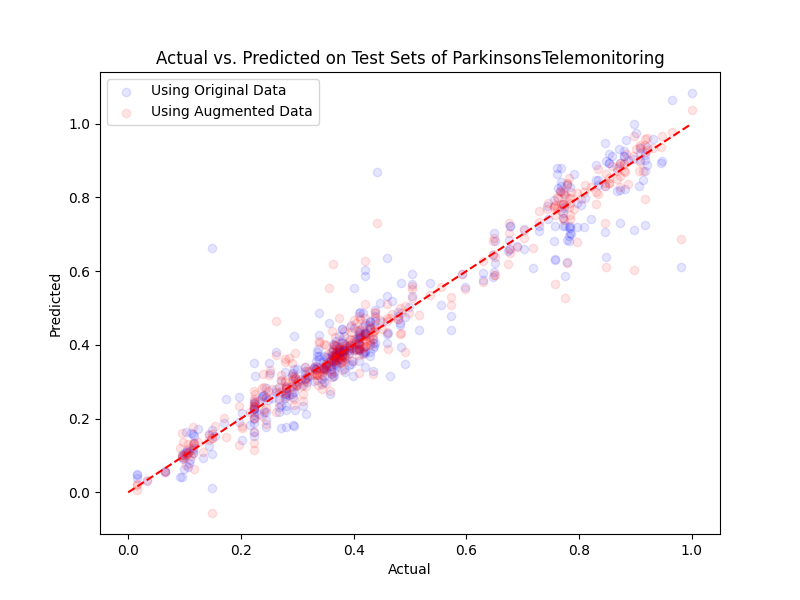 Actual vs. Predicted on Test Sets of ParkinsonsTelemonitoring
Using Original Data
Using Augmented Data
1.0
0.8
0.6
0.4
0.2
0.0
Predicted
0.0 0.2 0.4 0.6 0.8 1.0
Actual